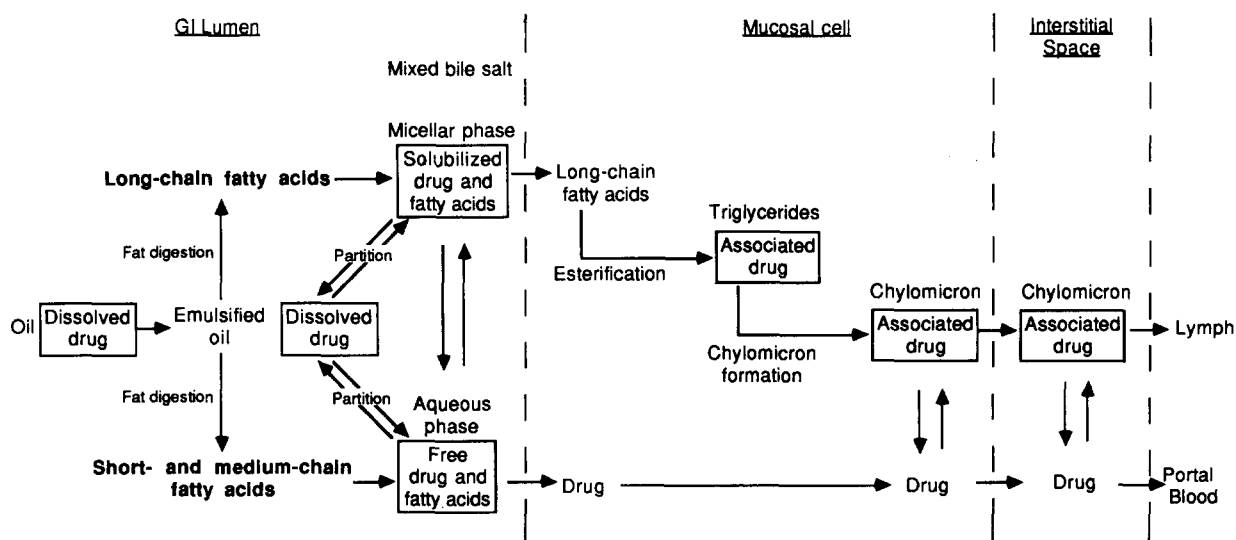 GI Lumen
Mucosal cell
Interstitial
Space
Mixed bile salt
Micellar phase
Long-chain fatty acids
Solubilized
drug and
fatty acids
Long-chain
fatty acids
Triglycerides
Fat digestion
Partition
Esterification
Associated
drug
Oil
Dissolved
drug
Emulsified
oil
Dissolved
drug
Chylomicron
Associated
drug
Chylomicron
Associated
drug
Lymph
Chylomicron
formation
Fat digestion
Partition
Aqueous
phase
Short- and medium-chain
fatty acids
Free
drug and
fatty acids
Drug
Drug
Drug
Portal
Blood